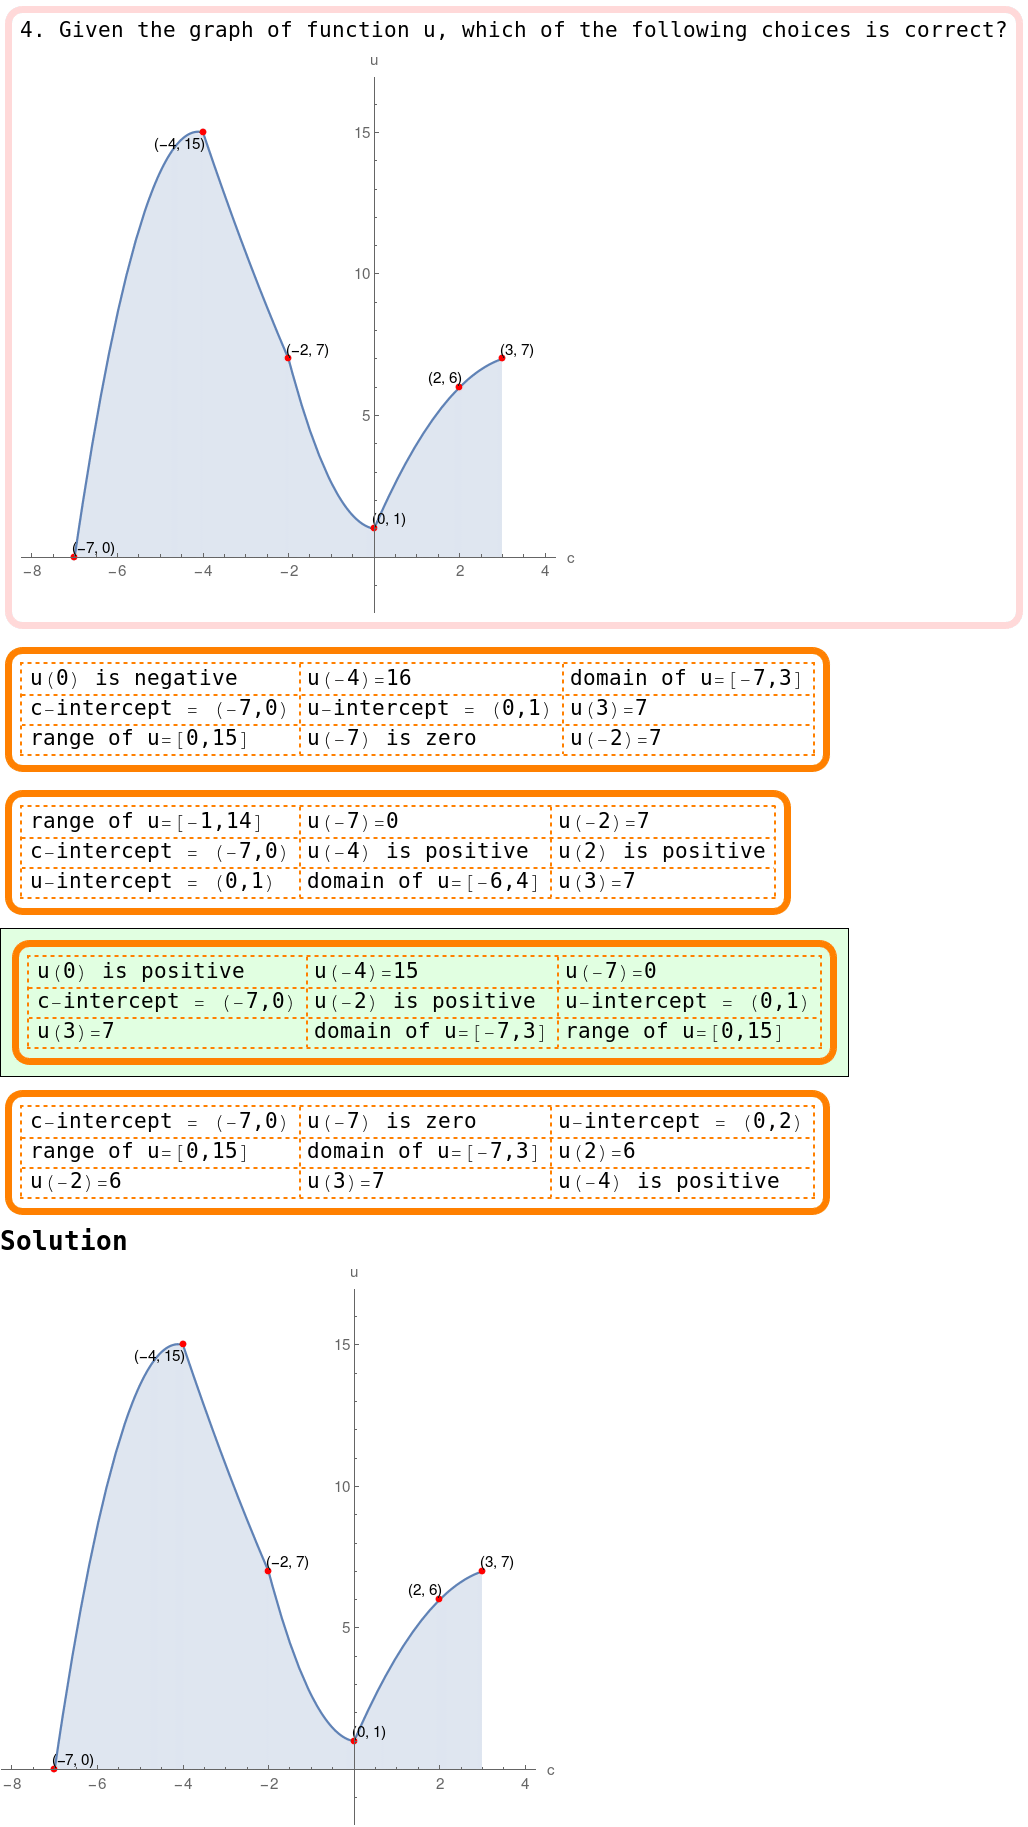 4. Given the graph of function u, which of the following choices is correct?
u
15
(−4, 15)
10
(−2, 7)
(3, 7)
(2, 6)
5
(0, 1)
(−7, 0)
c
−8 −6 −4 −2 2 4
u(0) is negative u(-4)=16 domain of u=[-7,3]
c-intercept = (-7,0) u-intercept = (0,1) u(3)=7
range of u=[0,15] u(-7) is zero u(-2)=7
range of u=[-1,14] u(-7)=0 u(-2)=7
c-intercept = (-7,0) u(-4) is positive u(2) is positive
u-intercept = (0,1) domain of u=[-6,4] u(3)=7
u(0) is positive u(-4)=15 u(-7)=0
c-intercept = (-7,0) u(-2) is positive u-intercept = (0,1)
u(3)=7 domain of u=[-7,3] range of u=[0,15]
c-intercept = (-7,0) u(-7) is zero u-intercept = (0,2)
range of u=[0,15] domain of u=[-7,3] u(2)=6
u(-2)=6 u(3)=7 u(-4) is positive
Solution
u
15
(−4, 15)
10
(−2, 7)
(3, 7)
(2, 6)
5
(0, 1)
(−7, 0)
c
−8 −6 −4 −2 2 4